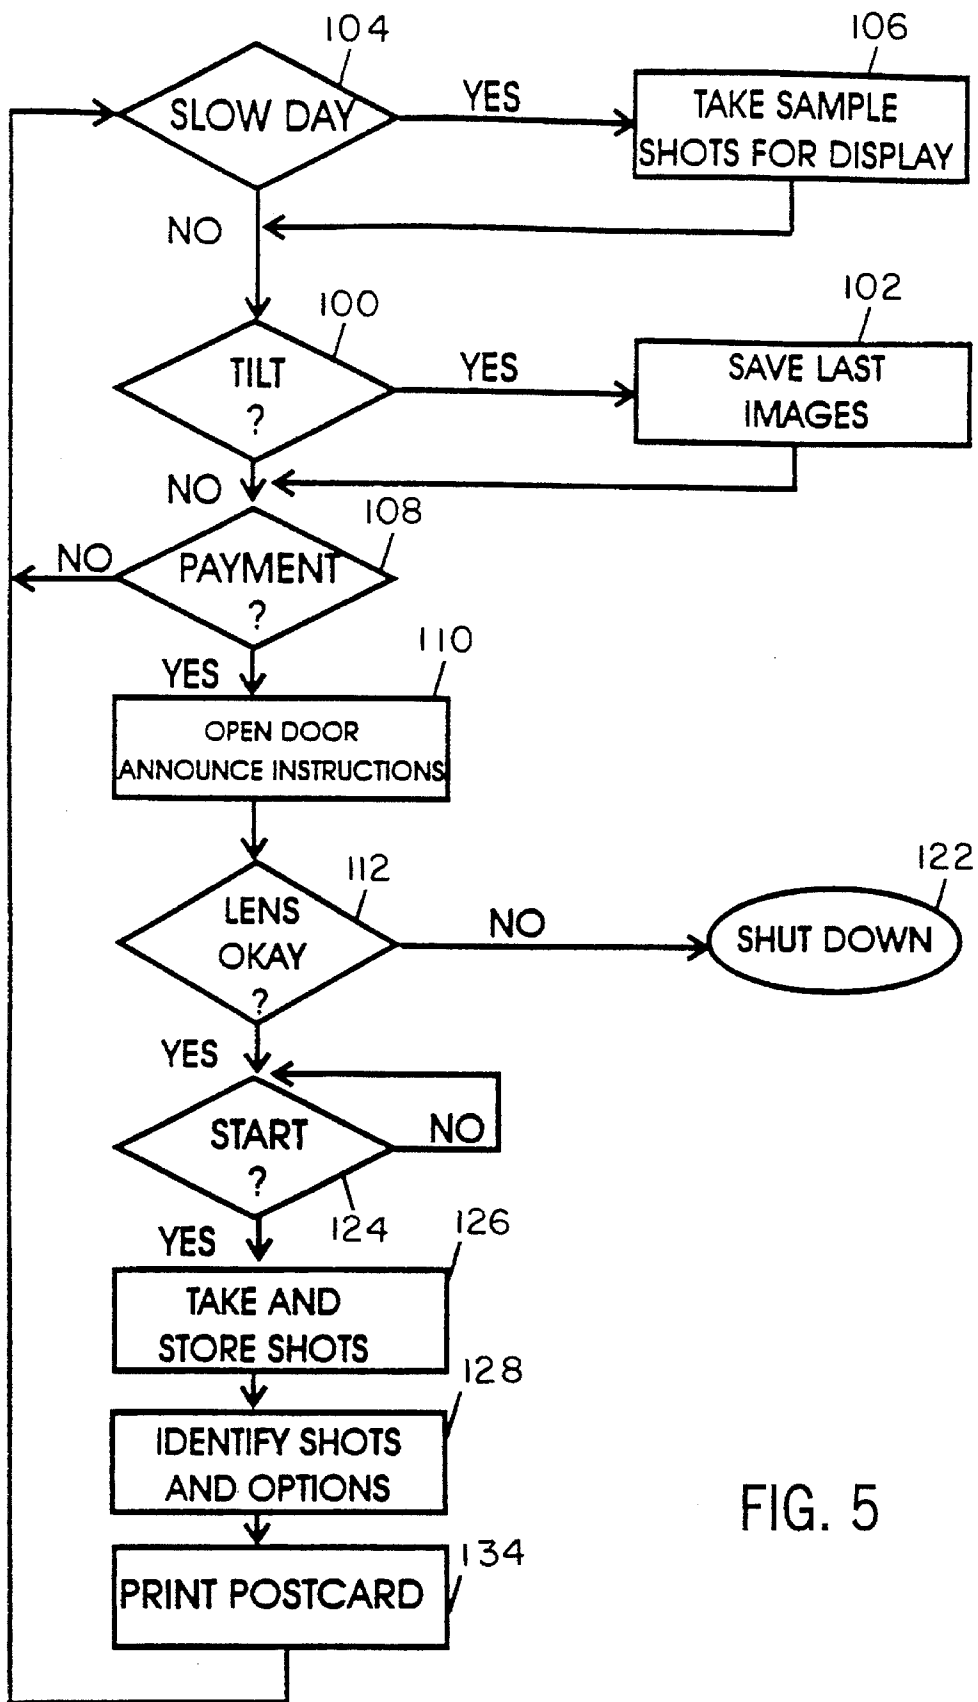 104
SLOW DAY
YES
106
TAKE SAMPLE
SHOTS FOR DISPLAY
NO
100
TILT
?
YES
102
SAVE LAST
IMAGES
NO
108
PAYMENT
?
NO
YES
110
OPEN DOOR
ANNOUNCE INSTRUCTIONS
112
LENS
OKAY
?
NO
122
SHUT DOWN
YES
START
?
NO
124
YES
126
TAKE AND
STORE SHOTS
128
IDENTIFY SHOTS
AND OPTIONS
134
PRINT POSTCARD
FIG. 5